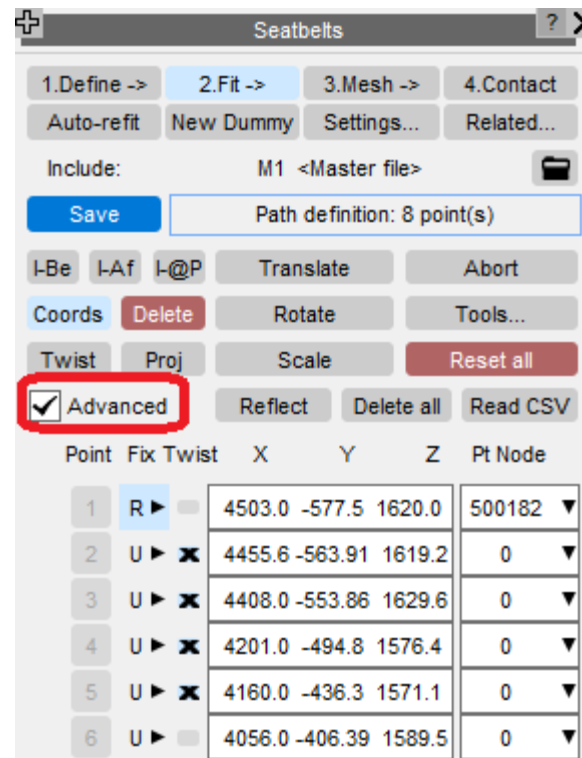 Seatbelts ?
1.Define -> 2.Fit -> 3.Mesh -> 4.Contact
Auto-refit New Dummy Settings... Related...
Include: M1 <Master file>
Save Path definition: 8 point(s)
I-Be I-Af I-@P Translate Abort
Coords Delete Rotate Tools...
Twist Proj Scale Reset all
Advanced Reflect Delete all Read CSV
Point Fix Twist X Y Z Pt Node
1 R 4503.0 -577.5 1620.0 500182
2 U 4455.6 -563.91 1619.2 0
3 U 4408.0 -553.86 1629.6 0
4 U 4201.0 -494.8 1576.4 0
5 U 4160.0 -436.3 1571.1 0
6 U 4056.0 -406.39 1589.5 0